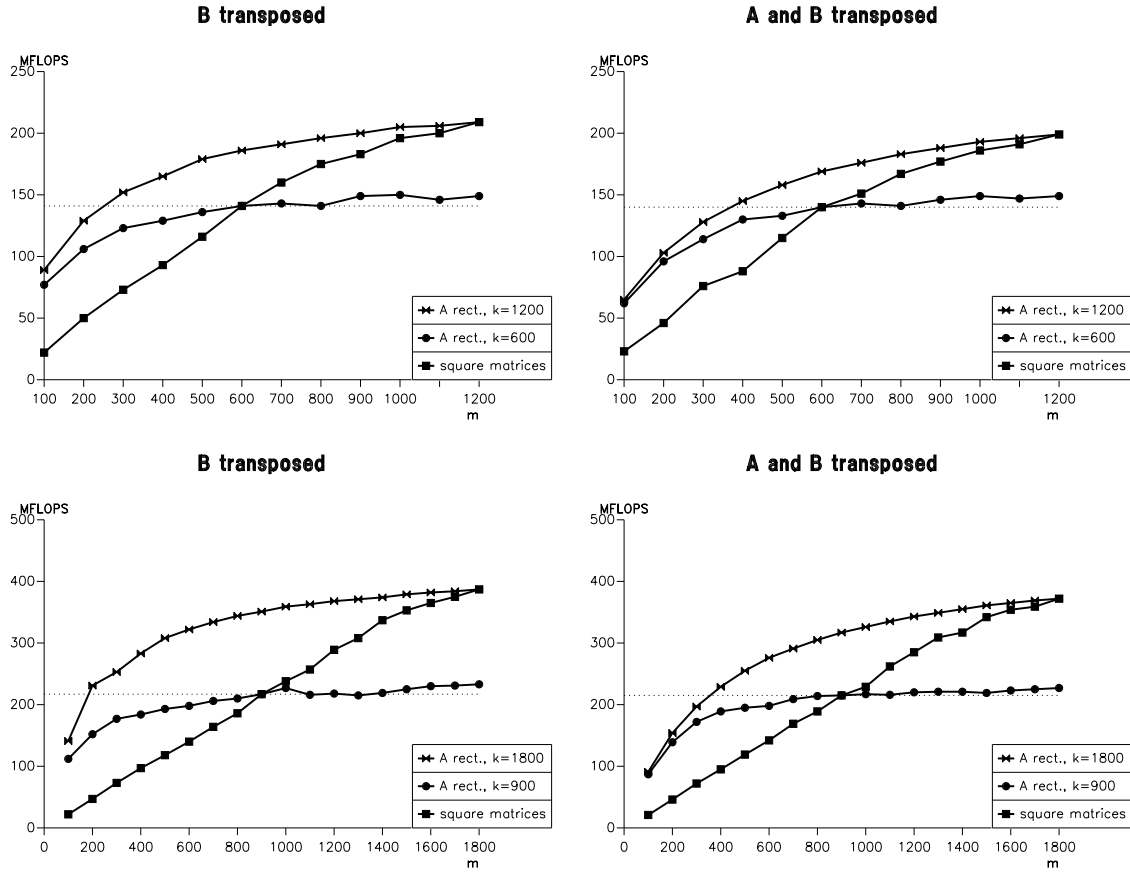 B transposed
MFLOPS
250
200
150
100
50
0
100 200 300 400 500 600 700 800 900 1000 1200
m
A rect., k=1200
A rect., k=600
square matrices
A and B transposed
MFLOPS
250
200
150
100
50
0
100 200 300 400 500 600 700 800 900 1000 1200
m
A rect., k=1200
A rect., k=600
square matrices
B transposed
MFLOPS
500
400
300
200
100
0
0 200 400 600 800 1000 1200 1400 1600 1800
m
A rect., k=1800
A rect., k=900
square matrices
A and B transposed
MFLOPS
500
400
300
200
100
0
0 200 400 600 800 1000 1200 1400 1600 1800
m
A rect., k=1800
A rect., k=900
square matrices